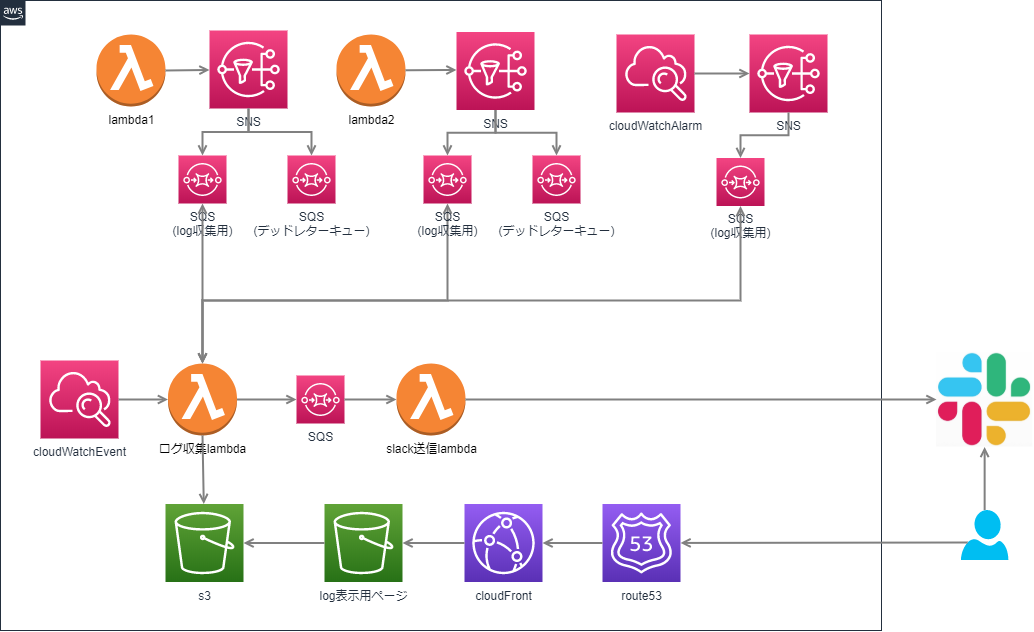 aws
lambda1
SNS
lambda2
SNS
cloudWatchAlarm
SNS
SQS
(log収集用)
SQS
(デッドレターキュー)
SQS
(log収集用)
SQS
(デッドレターキュー)
SQS
(log収集用)
cloudWatchEvent
ログ収集lambda
SQS
slack送信lambda
53
s3
log表示用ページ
cloudFront
route53